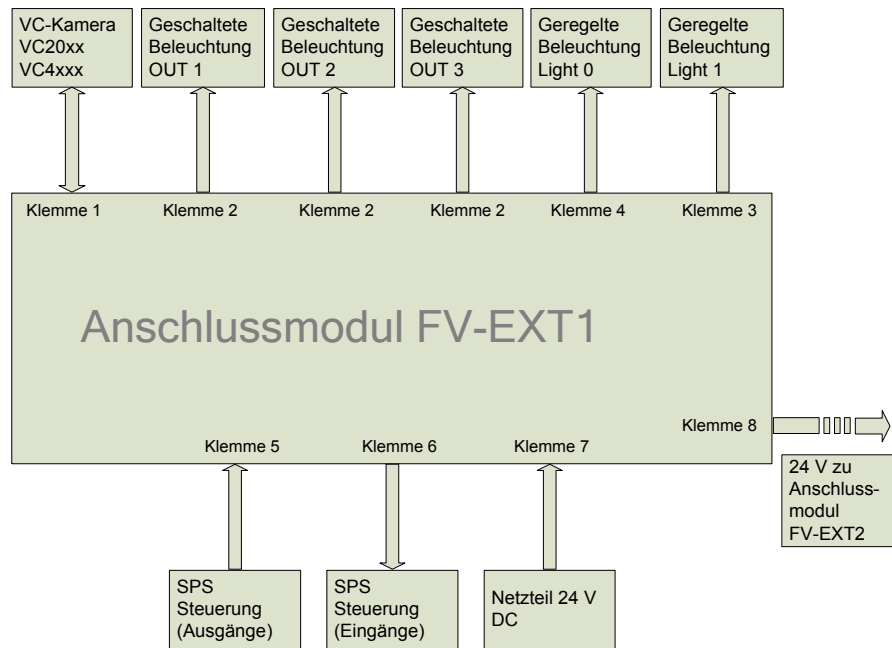 VC-Kamera
VC20xx
VC4xxx
Geschaltete
Beleuchtung
OUT 1
Geschaltete
Beleuchtung
OUT 2
Geschaltete
Beleuchtung
OUT 3
Geregelte
Beleuchtung
Light 0
Geregelte
Beleuchtung
Light 1
Klemme 1
Klemme 2
Klemme 2
Klemme 2
Klemme 4
Klemme 3
Anschlussmodul FV-EXT1
Klemme 8
Klemme 5
Klemme 6
Klemme 7
24 V zu
Anschluss-
modul
FV-EXT2
SPS
Steuerung
(Ausgänge)
SPS
Steuerung
(Eingänge)
Netzteil 24 V
DC